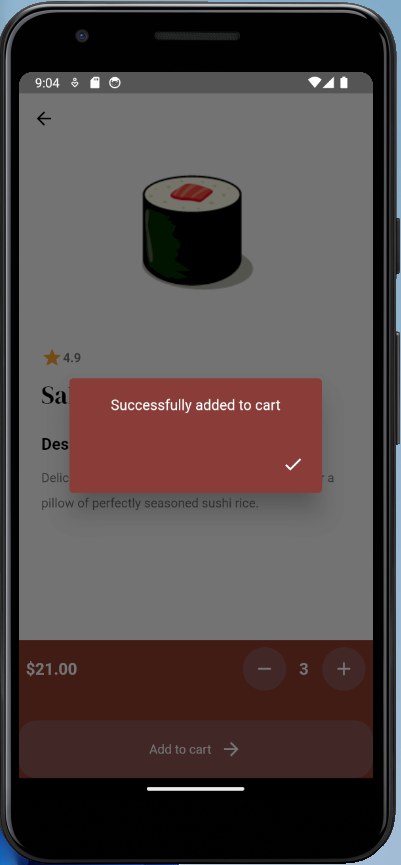 9:04
4.9
Sa
Successfully added to cart
Des
Delic r a
pillow of perfectly seasoned sushi rice.
$21.00
3
Add to cart